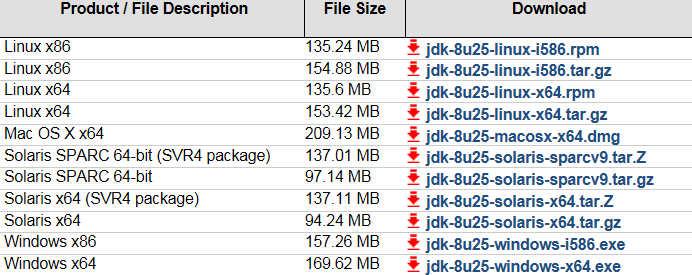 Product / File Description File Size Download
Linux x86 135.24 MB jdk-8u25-linux-i586.rpm
Linux x86 154.88 MB jdk-8u25-linux-i586.tar.gz
Linux x64 135.6 MB jdk-8u25-linux-x64.rpm
Linux x64 153.42 MB jdk-8u25-linux-x64.tar.gz
Mac OS X x64 209.13 MB jdk-8u25-macosx-x64.dmg
Solaris SPARC 64-bit (SVR4 package) 137.01 MB jdk-8u25-solaris-sparcv9.tar.Z
Solaris SPARC 64-bit 97.14 MB jdk-8u25-solaris-sparcv9.tar.gz
Solaris x64 (SVR4 package) 137.11 MB jdk-8u25-solaris-x64.tar.Z
Solaris x64 94.24 MB jdk-8u25-solaris-x64.tar.gz
Windows x86 157.26 MB jdk-8u25-windows-i586.exe
Windows x64 169.62 MB jdk-8u25-windows-x64.exe